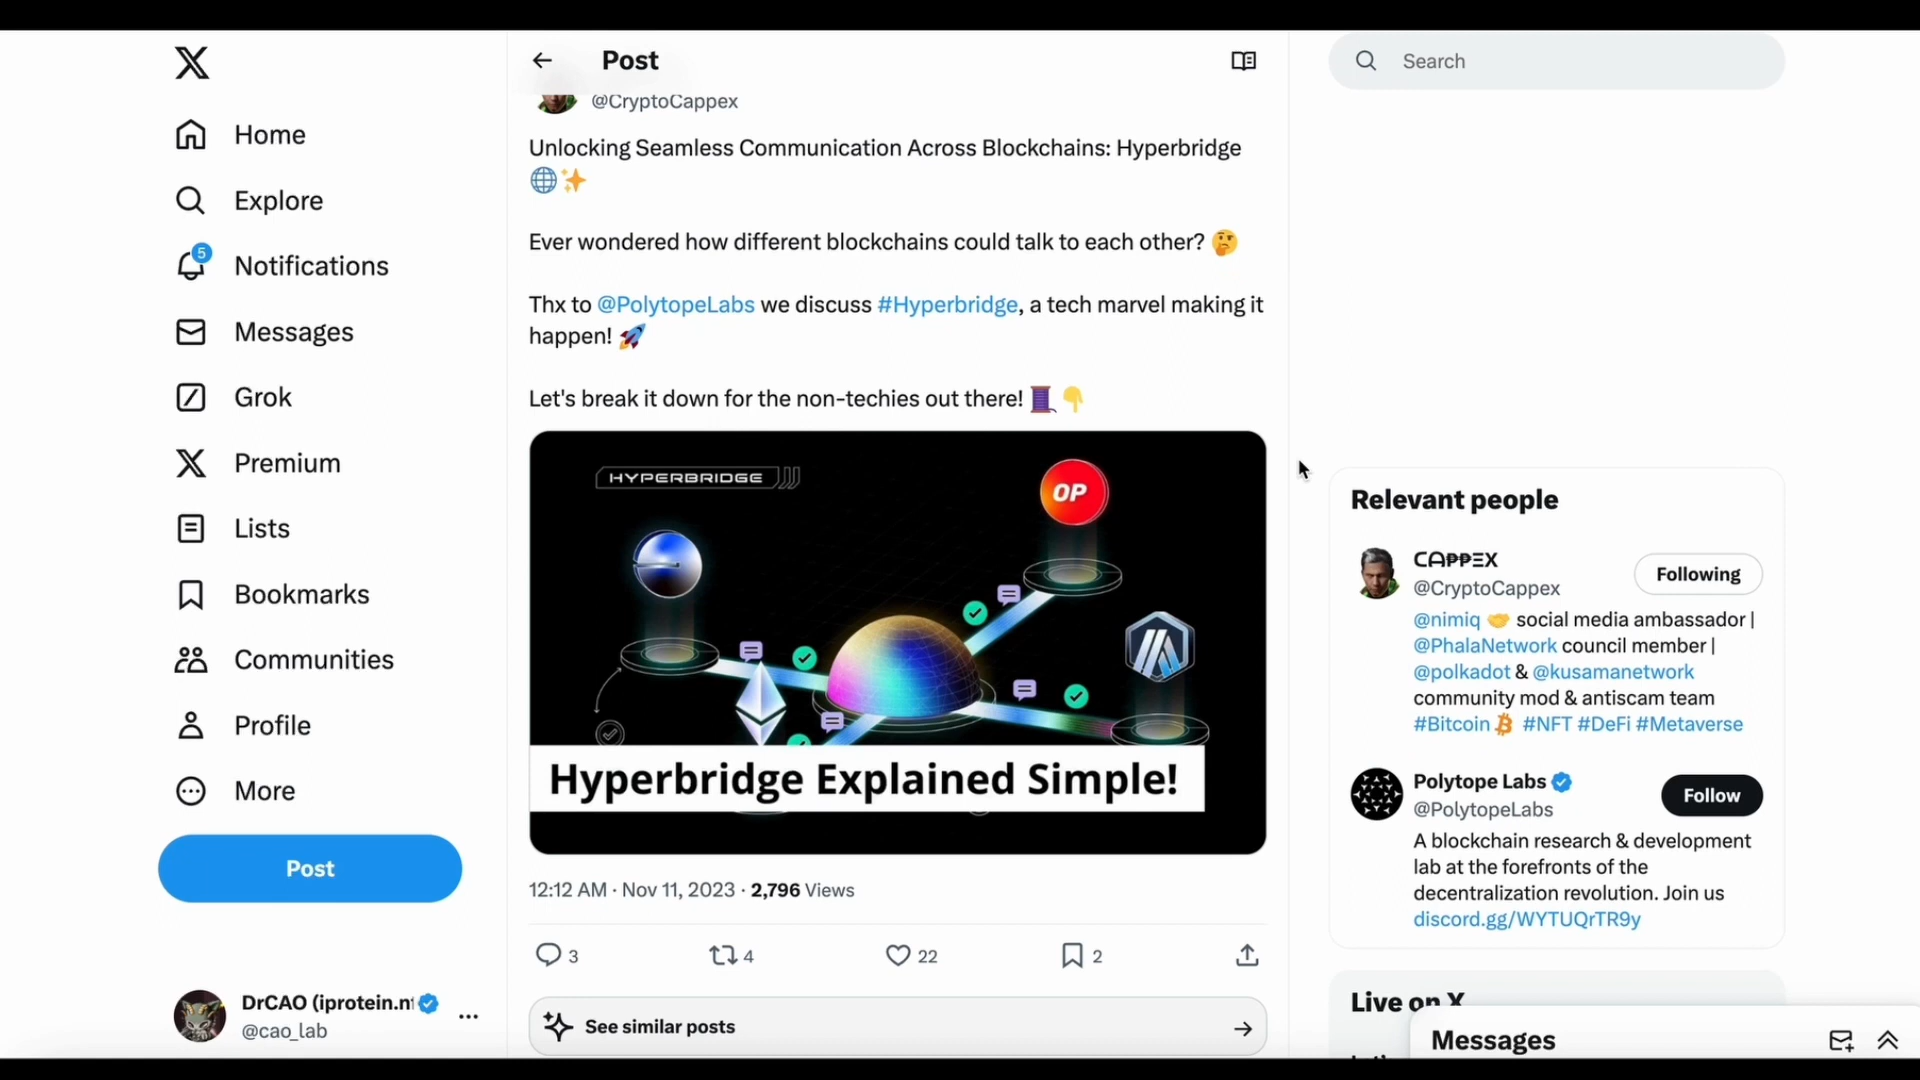 Home
Explore
5
Notifications
Messages
Grok
Premium
Lists
Bookmarks
Communities
Profile
More
Post
DrCAO (iprotein.n
@cao_lab
Post
@CryptoCappex
Unlocking Seamless Communication Across Blockchains: Hyperbridge
🌐✨
Ever wondered how different blockchains could talk to each other? 🤔
Thx to @PolytopeLabs we discuss #Hyperbridge, a tech marvel making it
happen! 🚀
Let's break it down for the non-techies out there! 🧵👇
HYPERBRIDGE
OP
Hyperbridge Explained Simple!
12:12 AM · Nov 11, 2023 · 2,796 Views
3
4
22
2
See similar posts
Search
Relevant people
ᑕᗩᵽᵽΞX
@CryptoCappex
Following
@nimiq 🤝 social media ambassador |
@PhalaNetwork council member |
@polkadot & @kusamanetwork
community mod & antiscam team
#Bitcoin #NFT #DeFi #Metaverse
Polytope Labs
@PolytopeLabs
Follow
A blockchain research & development
lab at the forefronts of the
decentralization revolution. Join us
discord.gg/WYTUQrTR9y
Live on X
Messages